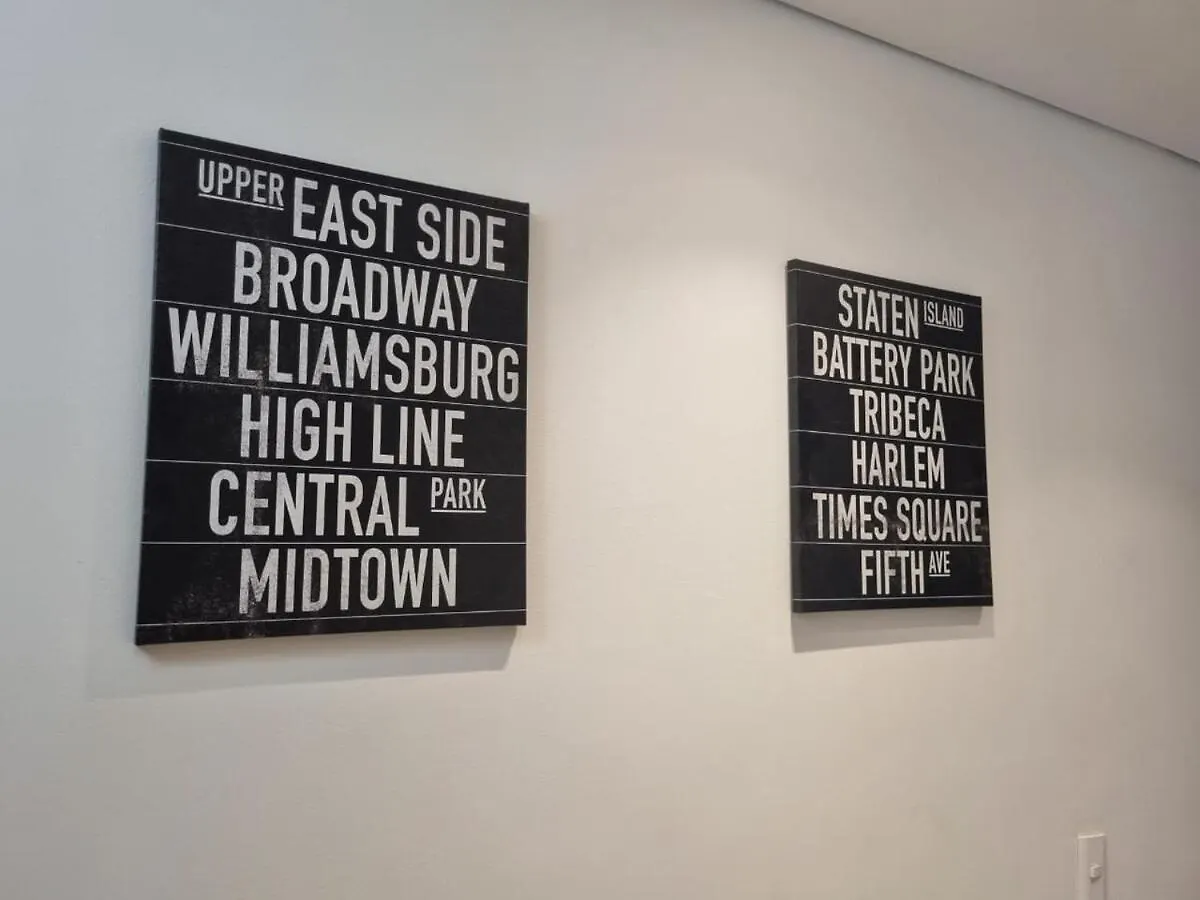 UPPER EAST SIDE
BROADWAY
WILLIAMSBURG
HIGH LINE
CENTRAL PARK
MIDTOWN
STATEN ISLAND
BATTERY PARK
TRIBECA
HARLEM
TIMES SQUARE
FIFTH AVE